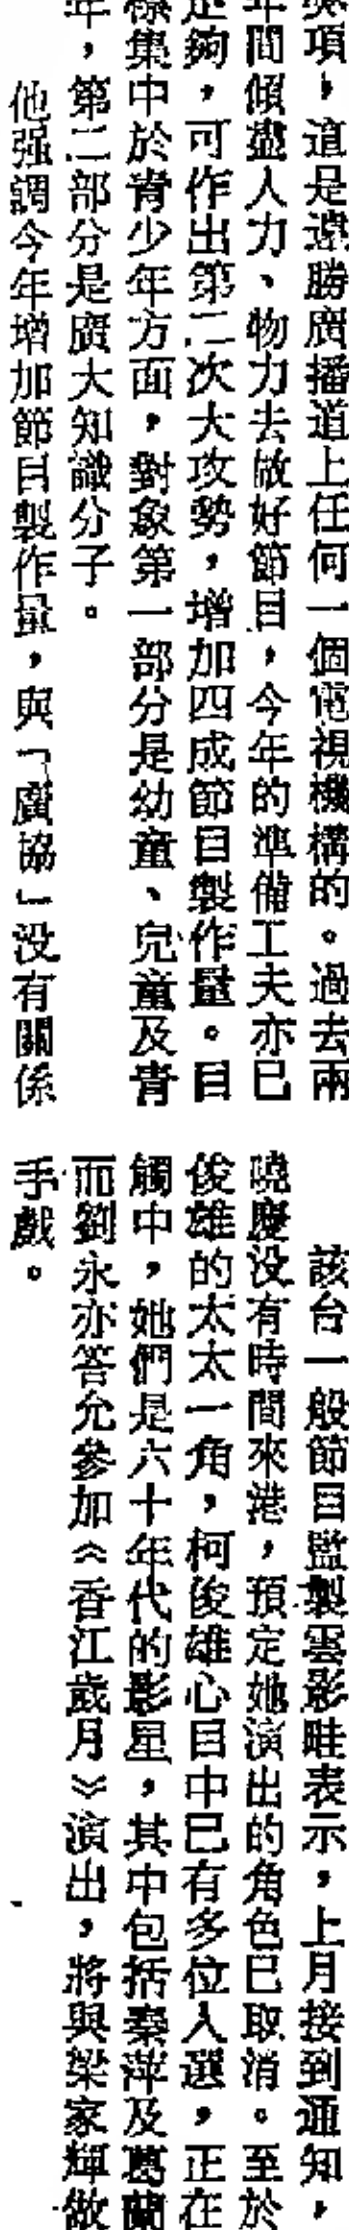 獎項，這是遠勝廣播道上任何一個電視機構的。過去兩
年間傾盡人力、物力去做好節目，今年的準備工夫亦已
足夠，可作出第二次大攻勢，增加四成節目製作量。目
標集中於青少年方面，對象第一部分是幼童、兒童及青
年，第二部分是廣大知識分子。
他强調今年增加節目製作量，與「廣協」没有關係
該台一般節目監製雲影畦表示，上月接到通知，
曉慶没有時間來港，預定她演出的角色已取消。至於
俊雄的太太一角，柯俊雄心目中已有多位人選，正在
觸中，她們是六十年代的影星，其中包括秦萍及葛蘭
而劉永亦答允參加《香江歲月》演出，將與梁家輝做
手戲。